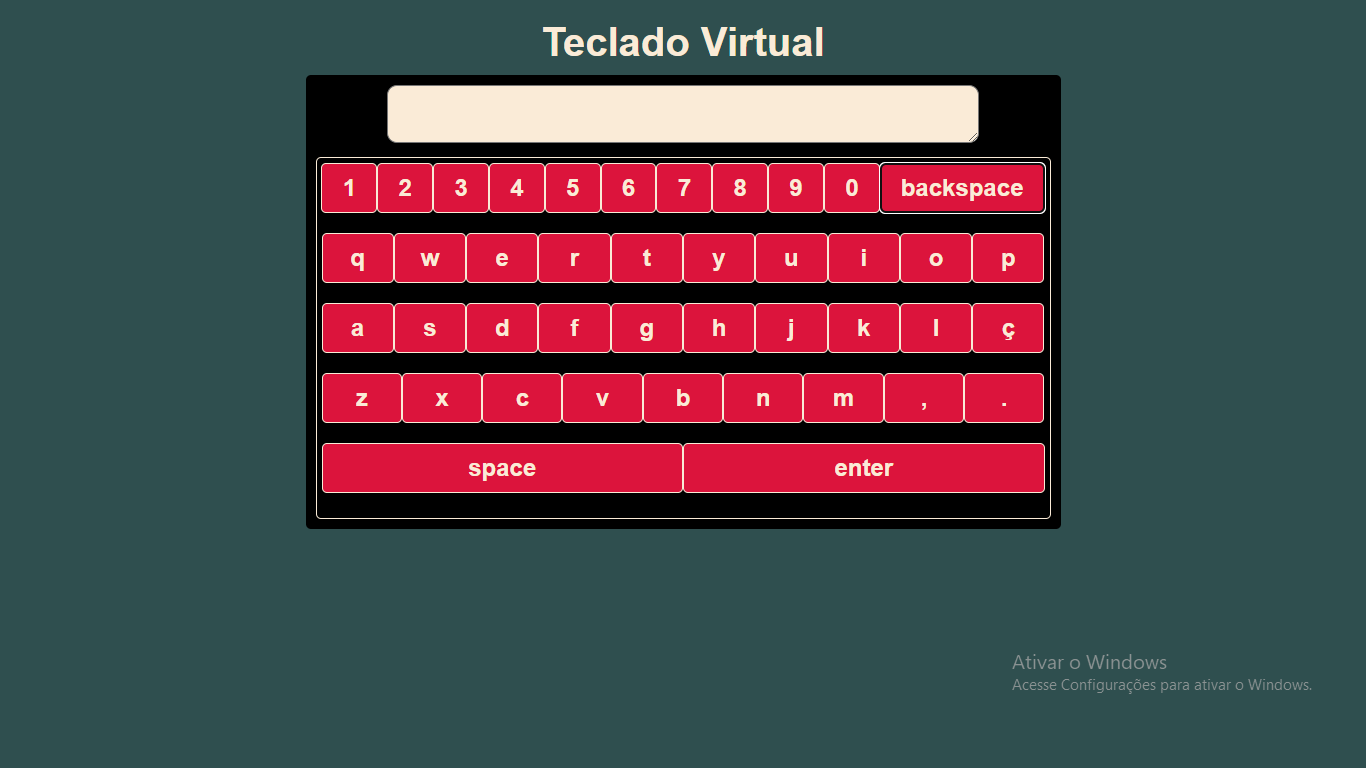 Teclado Virtual
1 2 3 4 5 6 7 8 9 0 backspace
q w e r t y u i o p
a s d f g h j k l ç
z x c v b n m , .
space enter
Ativar o Windows
Acesse Configurações para ativar o Windows.